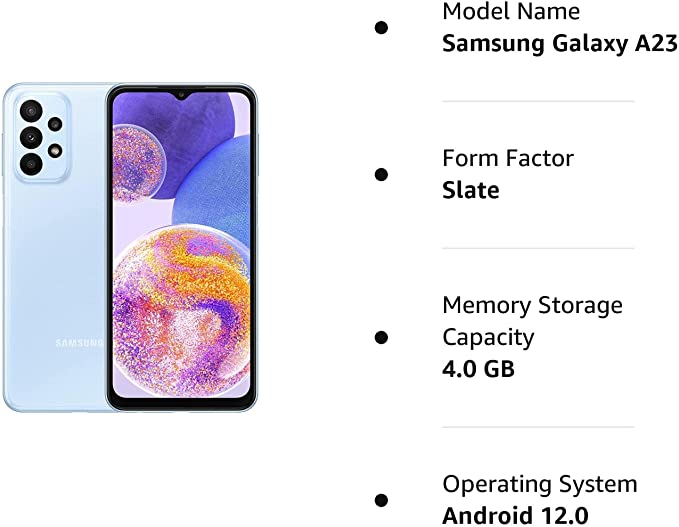 Model Name
Samsung Galaxy A23
Form Factor
Slate
Memory Storage
Capacity
4.0 GB
Operating System
Android 12.0
SAMSUNG